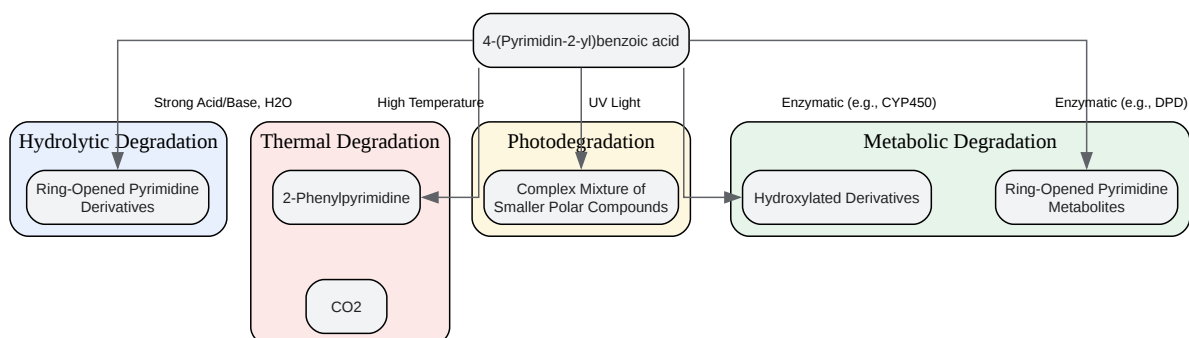 4-(Pyrimidin-2-yl)benzoic acid
Strong Acid/Base, H2O
High Temperature
UV Light
Enzymatic (e.g., CYP450)
Enzymatic (e.g., DPD)
Hydrolytic Degradation
Thermal Degradation
Photodegradation
Metabolic Degradation
Ring-Opened Pyrimidine
Derivatives
2-Phenylpyrimidine
Complex Mixture of
Smaller Polar Compounds
Hydroxylated Derivatives
Ring-Opened Pyrimidine
Metabolites
CO2